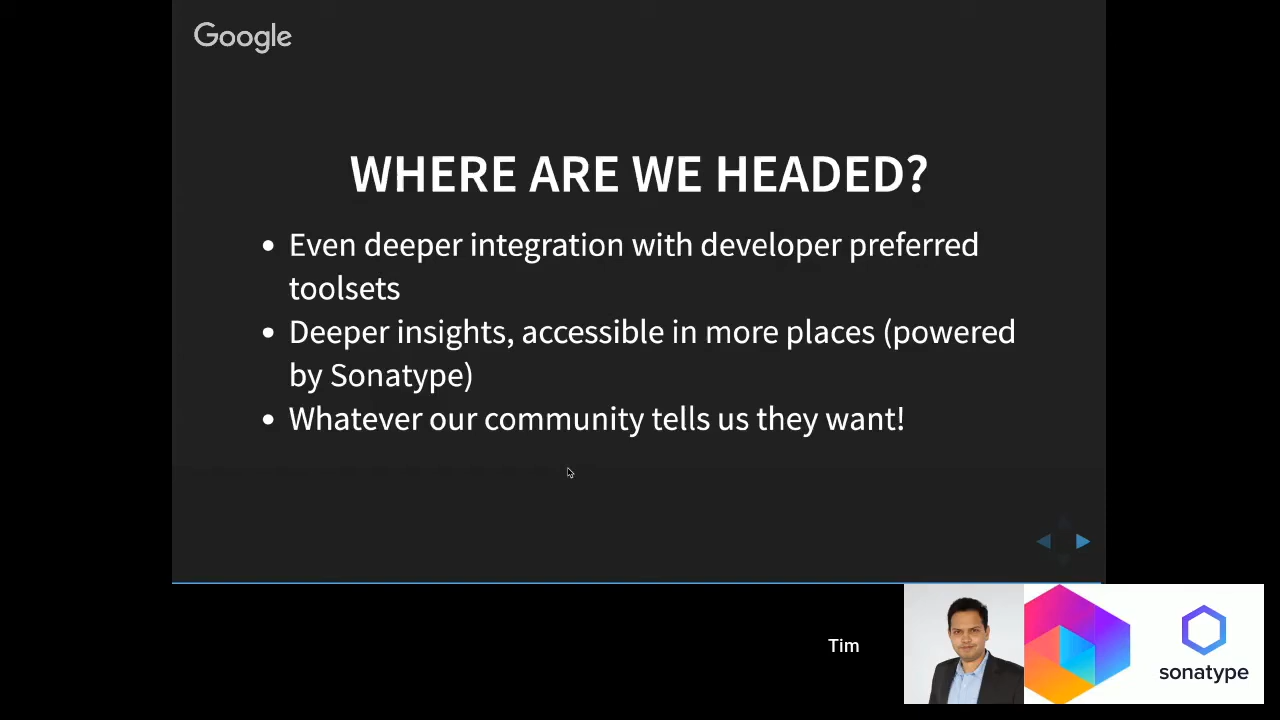 Google
WHERE ARE WE HEADED?
• Even deeper integration with developer preferred
toolsets
• Deeper insights, accessible in more places (powered
by Sonatype)
• Whatever our community tells us they want!
Tim
sonatype